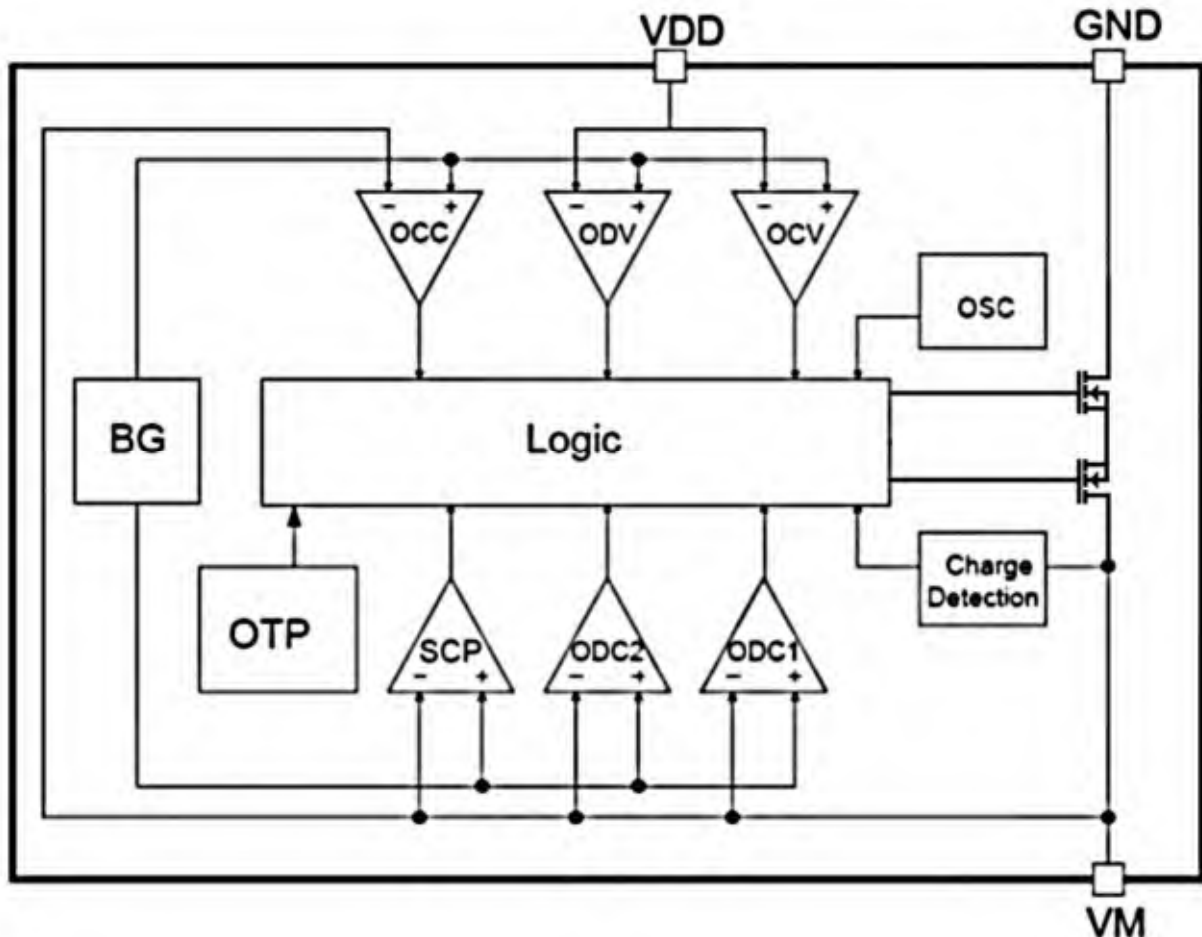 VDD
GND
- +
OCC
- +
ODV
- +
OCV
OSC
BG
Logic
OTP
SCP
- +
ODC2
- +
ODC1
- +
Charge
Detection
VM